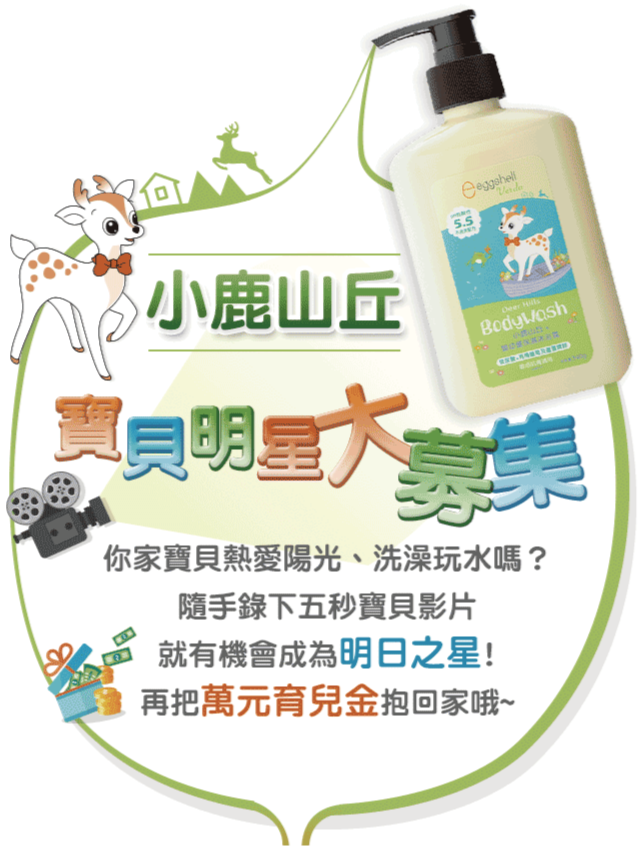 eggshell
Verde
5.5
Deer Hills
BodyWash
小鹿山丘
寶貝明星大募集
你家寶貝熱愛陽光、洗澡玩水嗎？
隨手錄下五秒寶貝影片
就有機會成為明日之星!
再把萬元育兒金抱回家哦~